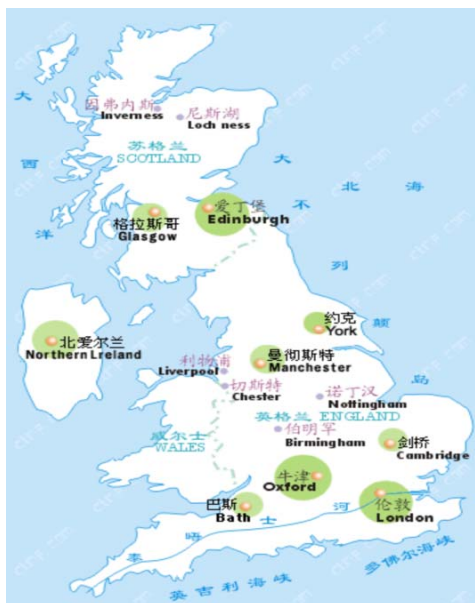 因弗内斯
Inverness
尼斯湖
Loch ness
大
西
洋
苏格兰
SCOTLAND
大
不
列
颠
岛
北 海
爱丁堡
Edinburgh
格拉斯哥
Glasgow
约克
York
北爱尔兰
Northern Lreland
曼彻斯特
Manchester
利物浦
Liverpool
切斯特
Chester
诺丁汉
Nottingham
英格兰 ENGLAND
伯明罕
Birmingham
威尔士
WALES
剑桥
Cambridge
牛津
Oxford
伦敦
London
巴斯
Bath
泰 晤 士 河
英吉利海峡
多佛尔海峡